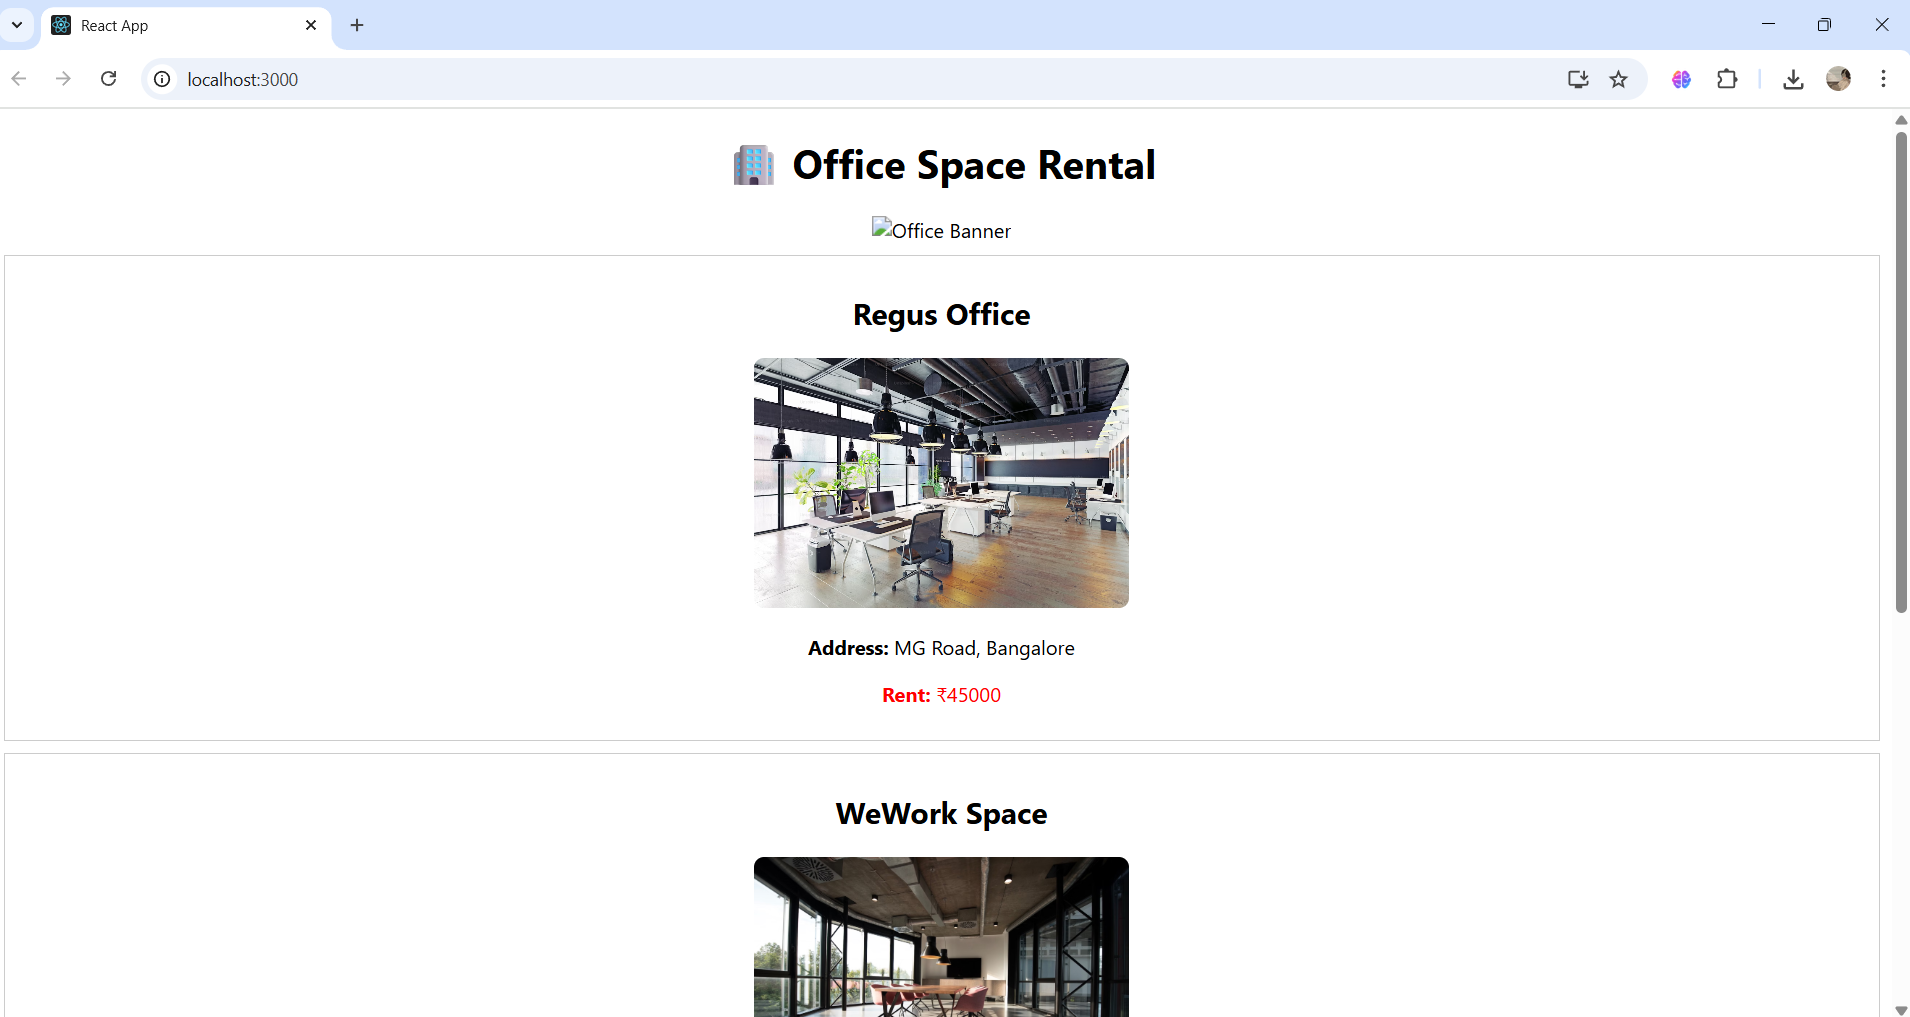 React App
localhost:3000
Office Space Rental
Office Banner
Regus Office
Address: MG Road, Bangalore
Rent: ₹45000
WeWork Space